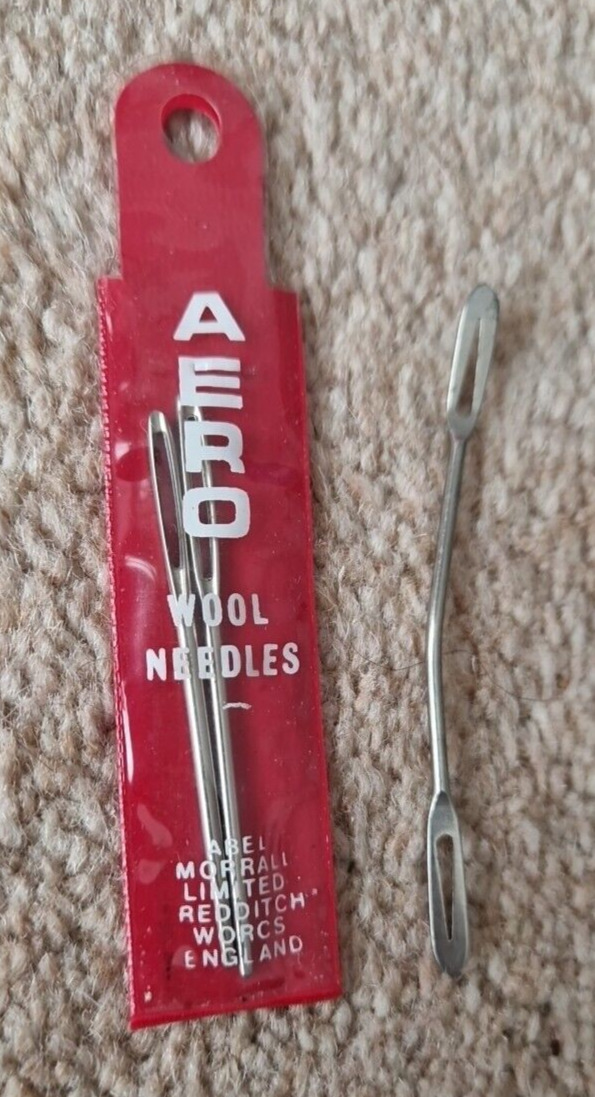 AERO
WOOL
NEEDLES
ABEL
MORRALL
LIMITED
REDDITCH
WORCS
ENGLAND